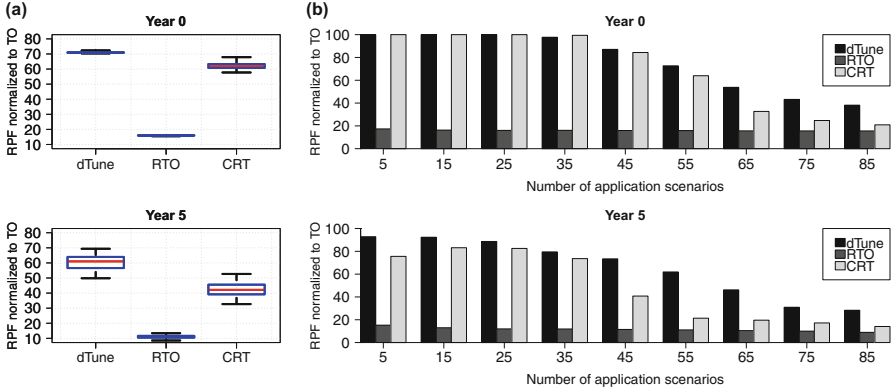 (a)
Year 0
RPF normalized to TO
80
70
60
50
40
30
20
10
dTune RTO CRT
Year 5
RPF normalized to TO
80
70
60
50
40
30
20
10
dTune RTO CRT
(b)
Year 0
RPF normalized to TO
100
80
60
40
20
0
5 15 25 35 45 55 65 75 85
Number of application scenarios
dTune
RTO
CRT
Year 5
RPF normalized to TO
100
80
60
40
20
0
5 15 25 35 45 55 65 75 85
Number of application scenarios
dTune
RTO
CRT